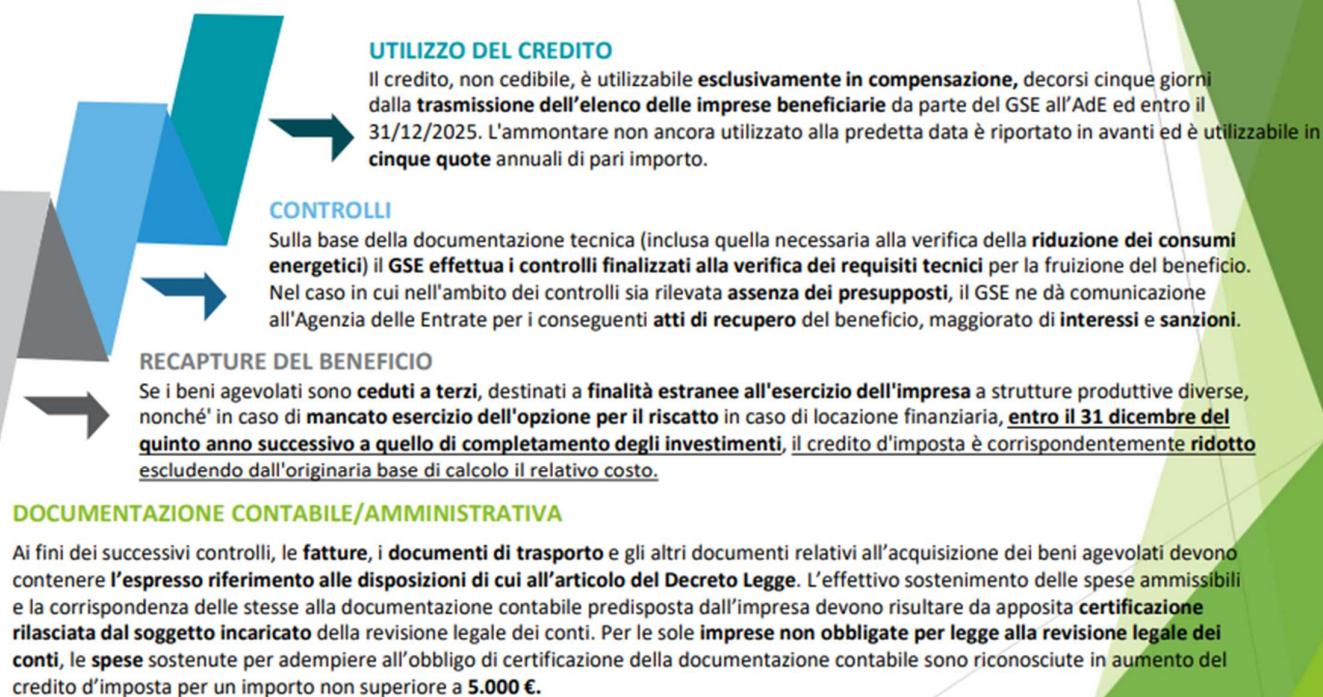 UTILIZZO DEL CREDITO
Il credito, non cedibile, è utilizzabile esclusivamente in compensazione, decorsi cinque giorni
dalla trasmissione dell’elenco delle imprese beneficiarie da parte del GSE all’AdE ed entro il
31/12/2025. L'ammontare non ancora utilizzato alla predetta data è riportato in avanti ed è utilizzabile in
cinque quote annuali di pari importo.
CONTROLLI
Sulla base della documentazione tecnica (inclusa quella necessaria alla verifica della riduzione dei consumi
energetici) il GSE effettua i controlli finalizzati alla verifica dei requisiti tecnici per la fruizione del beneficio.
Nel caso in cui nell'ambito dei controlli sia rilevata assenza dei presupposti, il GSE ne dà comunicazione
all'Agenzia delle Entrate per i conseguenti atti di recupero del beneficio, maggiorato di interessi e sanzioni.
RECAPTURE DEL BENEFICIO
Se i beni agevolati sono ceduti a terzi, destinati a finalità estranee all'esercizio dell'impresa a strutture produttive diverse,
nonché' in caso di mancato esercizio dell'opzione per il riscatto in caso di locazione finanziaria, entro il 31 dicembre del
quinto anno successivo a quello di completamento degli investimenti, il credito d'imposta è corrispondentemente ridotto
escludendo dall'originaria base di calcolo il relativo costo.
DOCUMENTAZIONE CONTABILE/AMMINISTRATIVA
Ai fini dei successivi controlli, le fatture, i documenti di trasporto e gli altri documenti relativi all’acquisizione dei beni agevolati devono
contenere l’espresso riferimento alle disposizioni di cui all’articolo del Decreto Legge. L’effettivo sostenimento delle spese ammissibili
e la corrispondenza delle stesse alla documentazione contabile predisposta dall’impresa devono risultare da apposita certificazione
rilasciata dal soggetto incaricato della revisione legale dei conti. Per le sole imprese non obbligate per legge alla revisione legale dei
conti, le spese sostenute per adempiere all’obbligo di certificazione della documentazione contabile sono riconosciute in aumento del
credito d’imposta per un importo non superiore a 5.000 €.